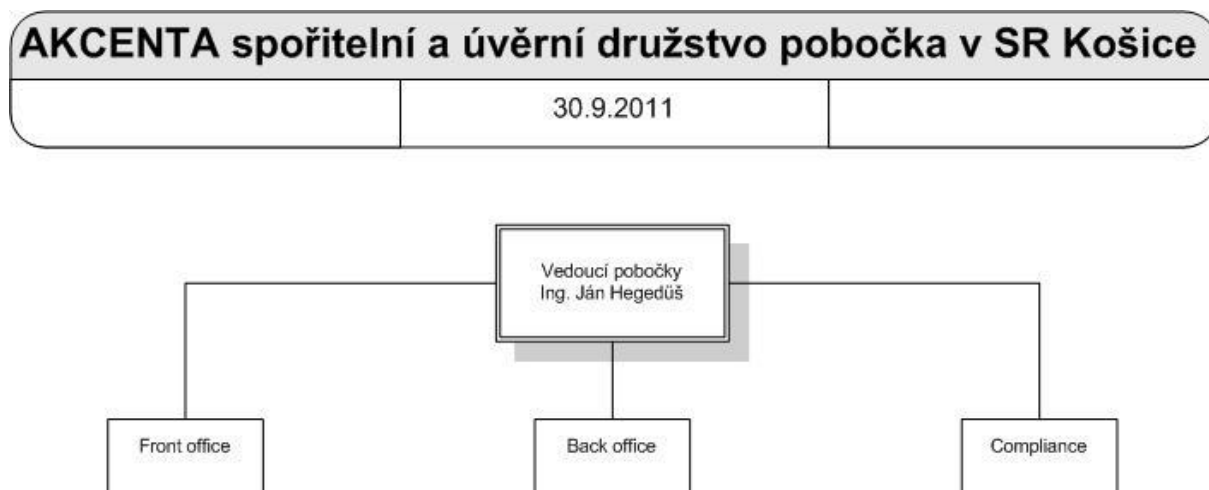 AKCENTA spořitelní a úvěrní družstvo pobočka v SR Košice
30.9.2011
Vedoucí pobočky
Ing. Ján Hegedüš
Front office
Back office
Compliance